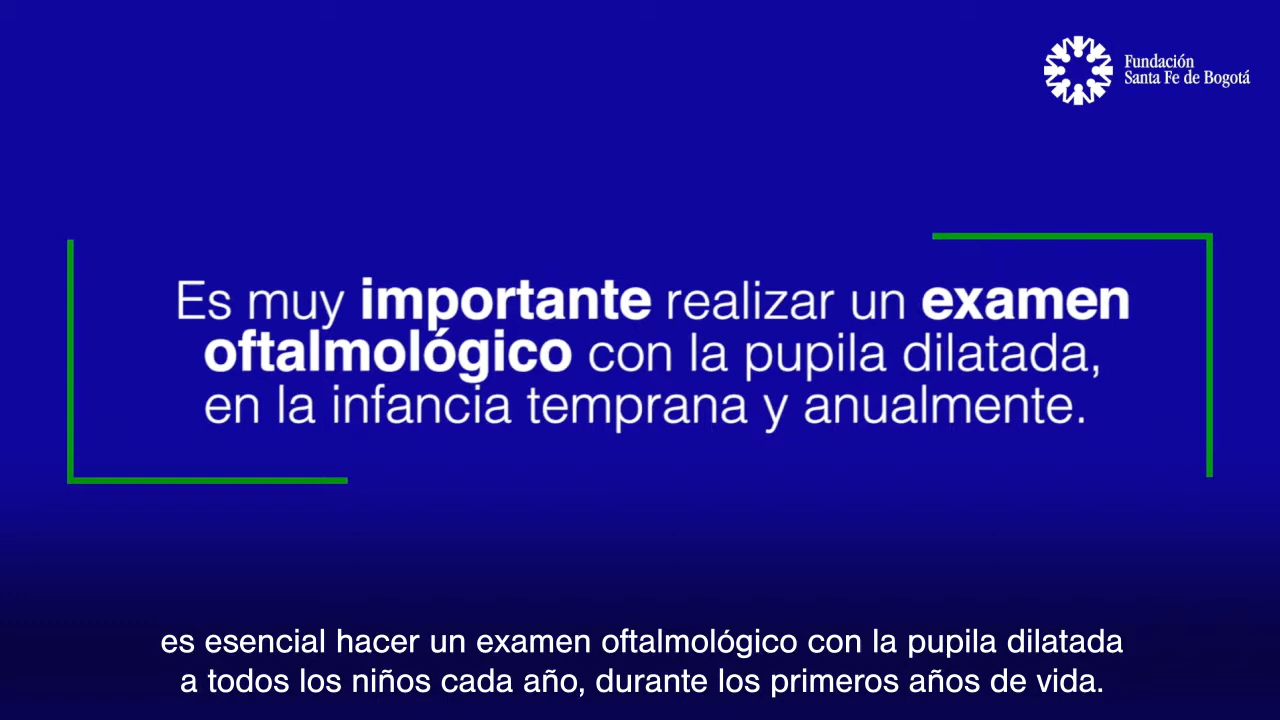 Fundación
Santa Fe de Bogotá
Es muy importante realizar un examen
oftalmológico con la pupila dilatada,
en la infancia temprana y anualmente.
es esencial hacer un examen oftalmológico con la pupila dilatada
a todos los niños cada año, durante los primeros años de vida.